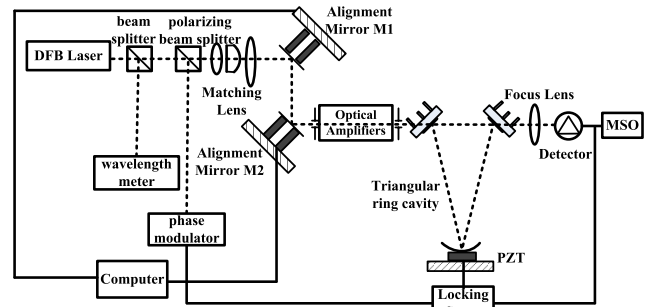 beam
splitter
polarizing
beam splitter
Alignment
Mirror M1
DFB Laser
Matching
Lens
Optical
Amplifiers
Focus Lens
MSO
Detector
wavelength
meter
Alignment
Mirror M2
Triangular
ring cavity
phase
modulator
PZT
Computer
Locking